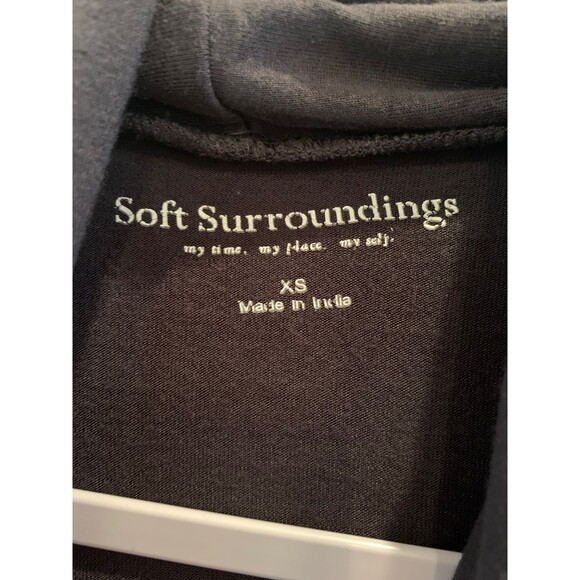 Soft Surroundings
my time. my place. my self.
XS
Made in India